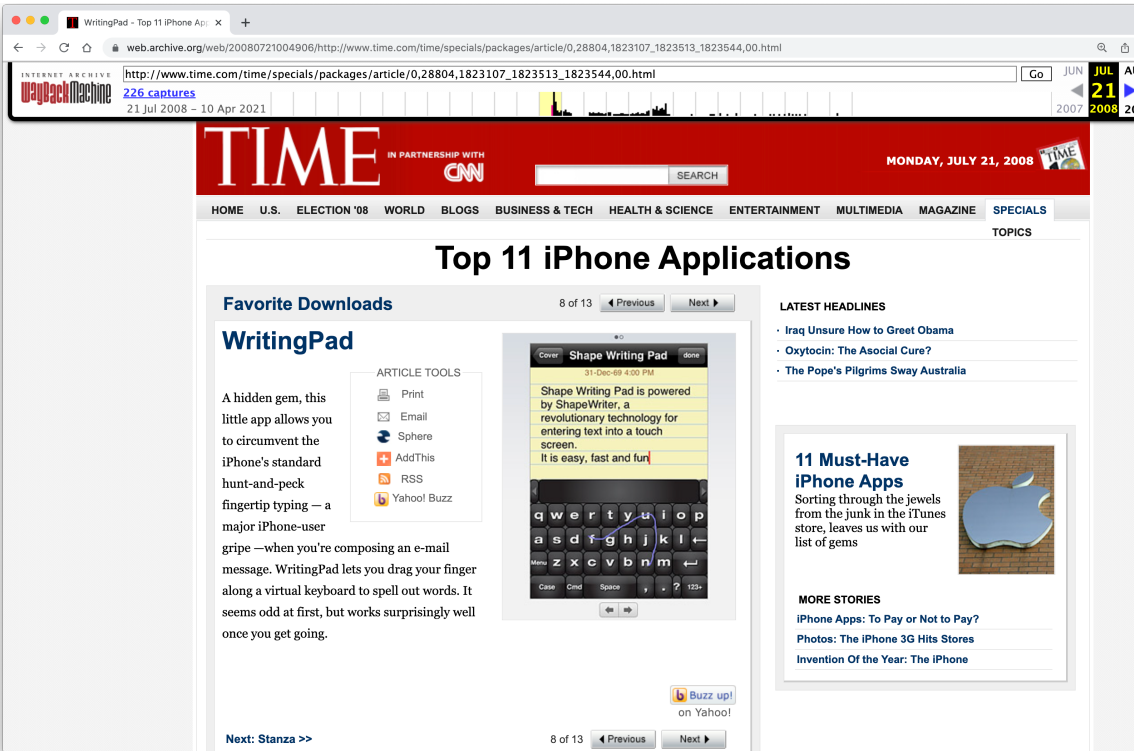 WritingPad - Top 11 iPhone App
web.archive.org/web/20080721004906/http://www.time.com/time/specials/packages/article/0,28804,1823107_1823513_1823544,00.html
INTERNET ARCHIVE
WayBackMachine
http://www.time.com/time/specials/packages/article/0,28804,1823107_1823513_1823544,00.html
Go
JUN JUL AU
226 captures
21
21 Jul 2008 – 10 Apr 2021
2007 2008 20
TIME
IN PARTNERSHIP WITH
CNN
SEARCH
MONDAY, JULY 21, 2008
TIME
HOME U.S. ELECTION '08 WORLD BLOGS BUSINESS & TECH HEALTH & SCIENCE ENTERTAINMENT MULTIMEDIA MAGAZINE SPECIALS
TOPICS
Top 11 iPhone Applications
Favorite Downloads
8 of 13 Previous Next
WritingPad
ARTICLE TOOLS
Print
Email
Sphere
AddThis
RSS
Yahoo! Buzz
A hidden gem, this
little app allows you
to circumvent the
iPhone's standard
hunt-and-peck
fingertip typing — a
major iPhone-user
gripe —when you're composing an e-mail
message. WritingPad lets you drag your finger
along a virtual keyboard to spell out words. It
seems odd at first, but works surprisingly well
once you get going.
Cover Shape Writing Pad done
31-Dec-69 4:00 PM
Shape Writing Pad is powered
by ShapeWriter, a
revolutionary technology for
entering text into a touch
screen.
It is easy, fast and fun
q w e r t y u i o p
a s d f g h j k l
Menu z x c v b n m
Case Cmd Space , . ? 123+
Buzz up!
on Yahoo!
Next: Stanza >>
8 of 13 Previous Next
LATEST HEADLINES
· Iraq Unsure How to Greet Obama
· Oxytocin: The Asocial Cure?
· The Pope's Pilgrims Sway Australia
11 Must-Have
iPhone Apps
Sorting through the jewels
from the junk in the iTunes
store, leaves us with our
list of gems
MORE STORIES
iPhone Apps: To Pay or Not to Pay?
Photos: The iPhone 3G Hits Stores
Invention Of the Year: The iPhone